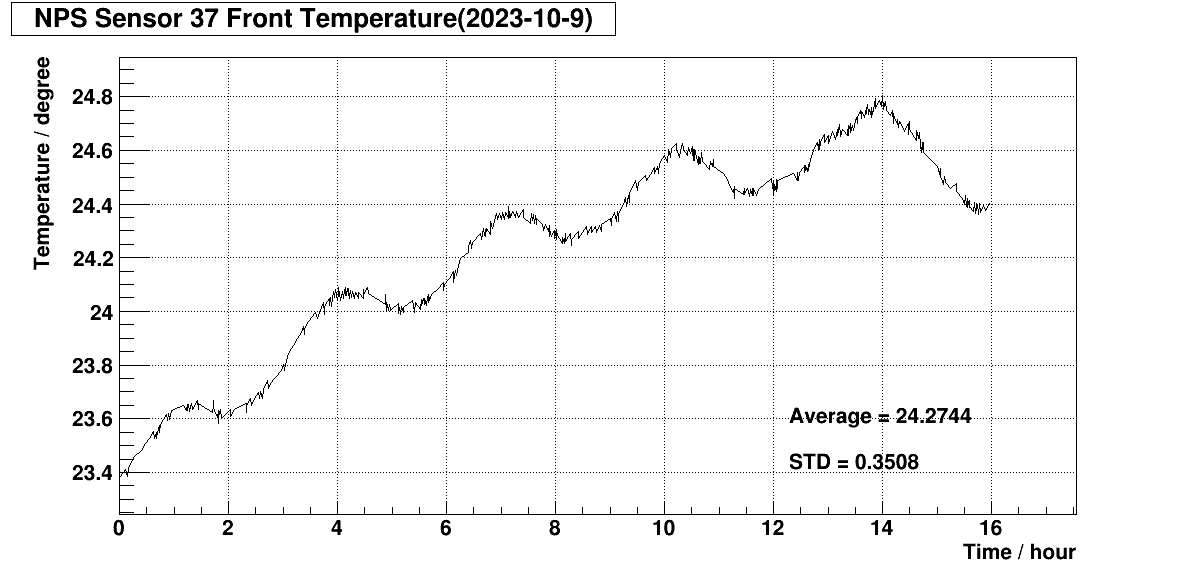 NPS Sensor 37 Front Temperature(2023-10-9)
Temperature / degree
24.8
24.6
24.4
24.2
24
23.8
23.6
23.4
Average = 24.2744
STD = 0.3508
0 2 4 6 8 10 12 14 16
Time / hour